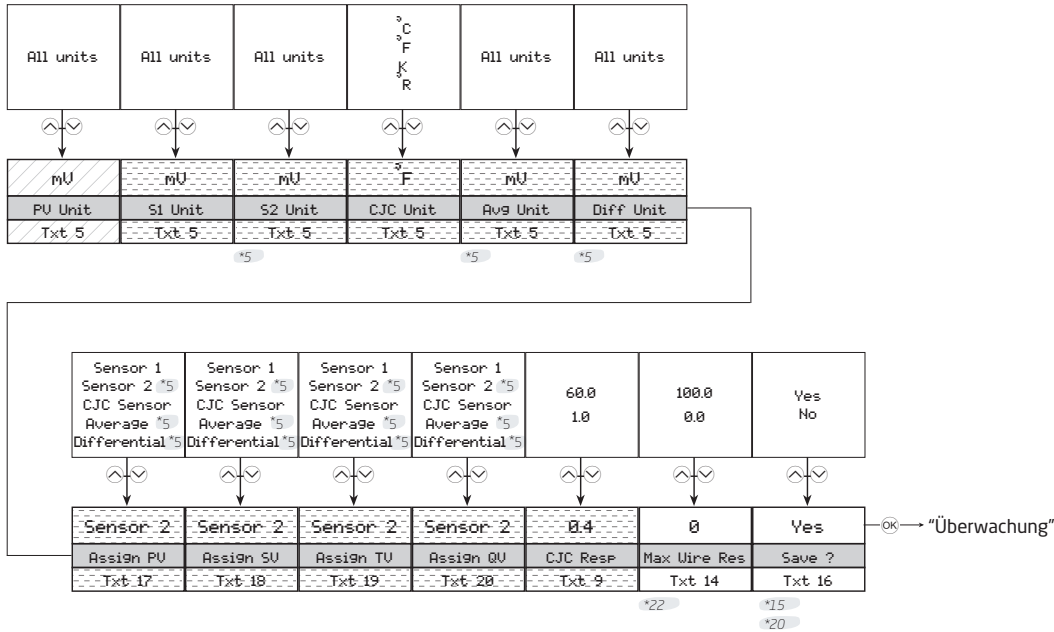 °C
°F
K
°R
All units All units All units All units All units
mV mV mV °F mV mV
PV Unit S1 Unit S2 Unit CJC Unit Avg Unit Diff Unit
Txt 5 Txt 5 Txt 5 Txt 5 Txt 5 Txt 5
*5 *5 *5
Sensor 1 Sensor 1 Sensor 1 Sensor 1
Sensor 2 *5 Sensor 2 *5 Sensor 2 *5 Sensor 2 *5
CJC Sensor CJC Sensor CJC Sensor CJC Sensor
Average *5 Average *5 Average *5 Average *5
Differential *5 Differential *5 Differential *5 Differential *5
60.0 100.0 Yes
1.0 0.0 No
Sensor 2 Sensor 2 Sensor 2 Sensor 2 0.4 0 Yes OK "Überwachung"
Assign PV Assign SV Assign TV Assign QV CJC Resp Max Wire Res Save ?
Txt 17 Txt 18 Txt 19 Txt 20 Txt 9 Txt 14 Txt 16
*22 *15
*20